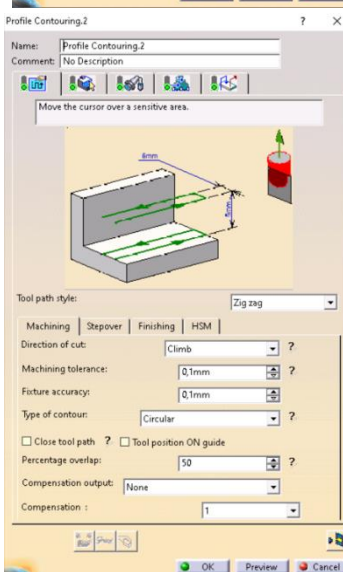 Profile Contouring.2 ? ×
Name: Profile Contouring.2
Comment: No Description
Move the cursor over a sensitive area.
6mm
5mm
Tool path style: Zig zag
Machining Stepover Finishing HSM
Direction of cut: Climb ?
Machining tolerance: 0,1mm ?
Fixture accuracy: 0,1mm
Type of contour: Circular ?
Close tool path ? Tool position ON guide
Percentage overlap: 50 ?
Compensation output: None
Compensation : 1
OK Preview Cancel